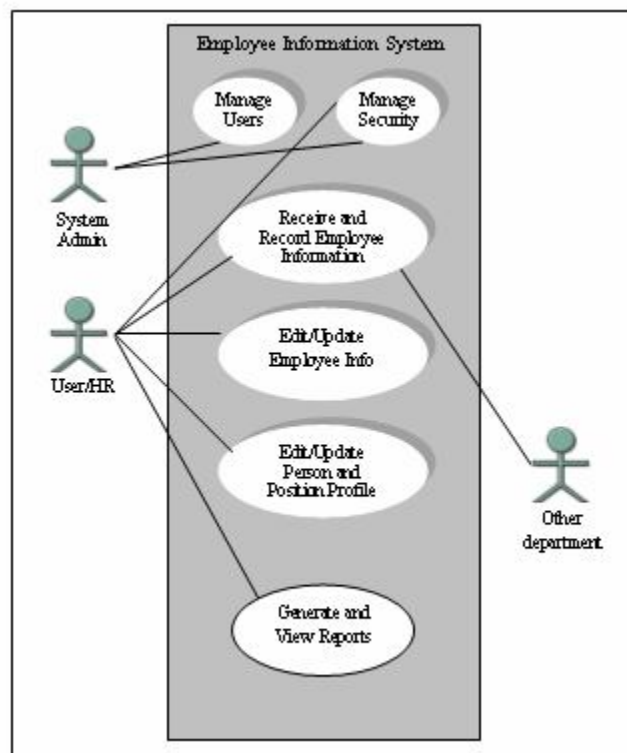 Employee Information System
Manage
Users
Manage
Security
System
Admin
Receive and
Record Employee
Information
User/HR
Edit/Update
Employee Info
Edit/Update
Person and
Position Profile
Other
department
Generate and
View Reports